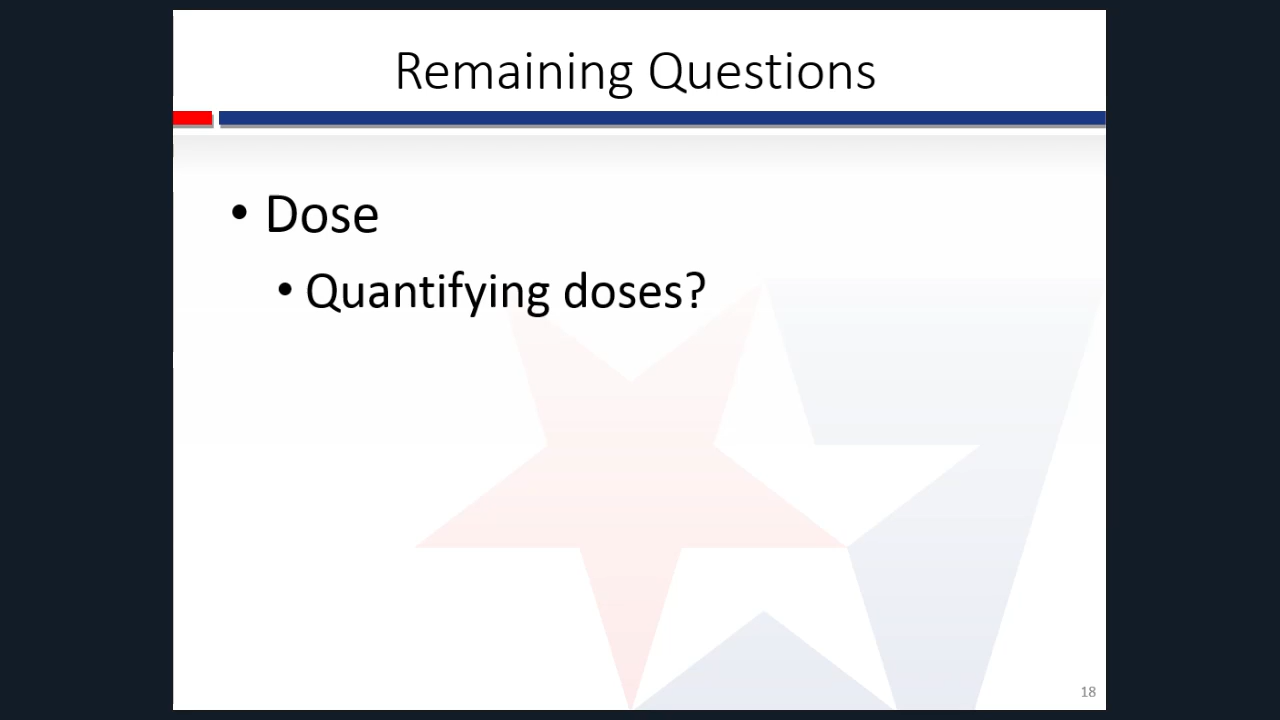 Remaining Questions
• Dose
• Quantifying doses?
18